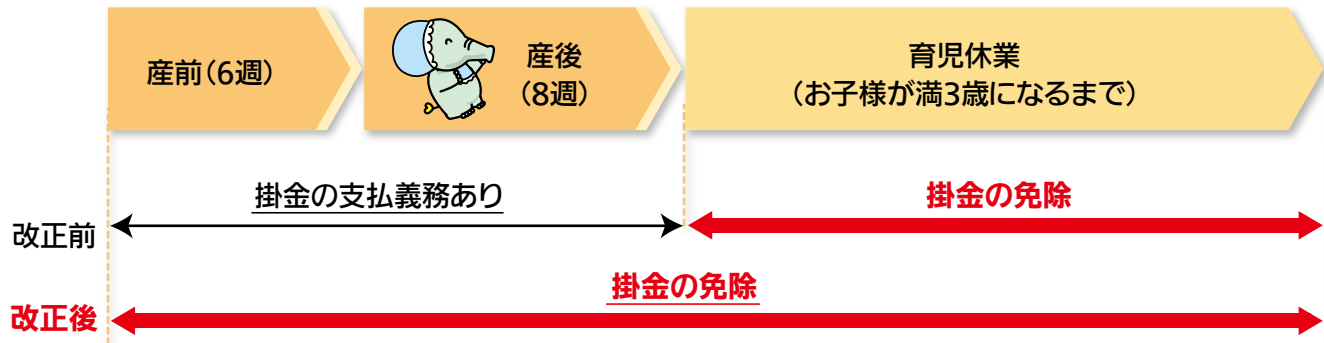 産前(6週)
産後
(8週)
育児休業
(お子様が満3歳になるまで)
掛金の支払義務あり
掛金の免除
改正前
掛金の免除
改正後